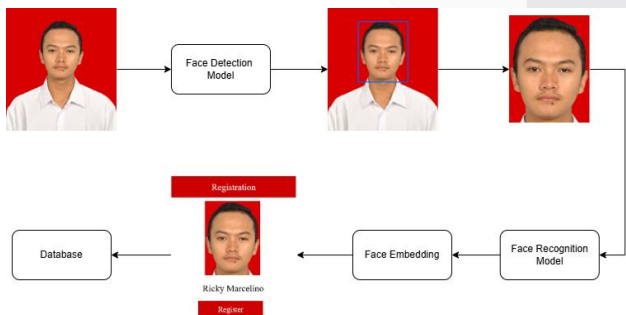 Face Detection
Model
Registration
Database
Face Embedding
Face Recognition
Model
Ricky Marcelino
Register